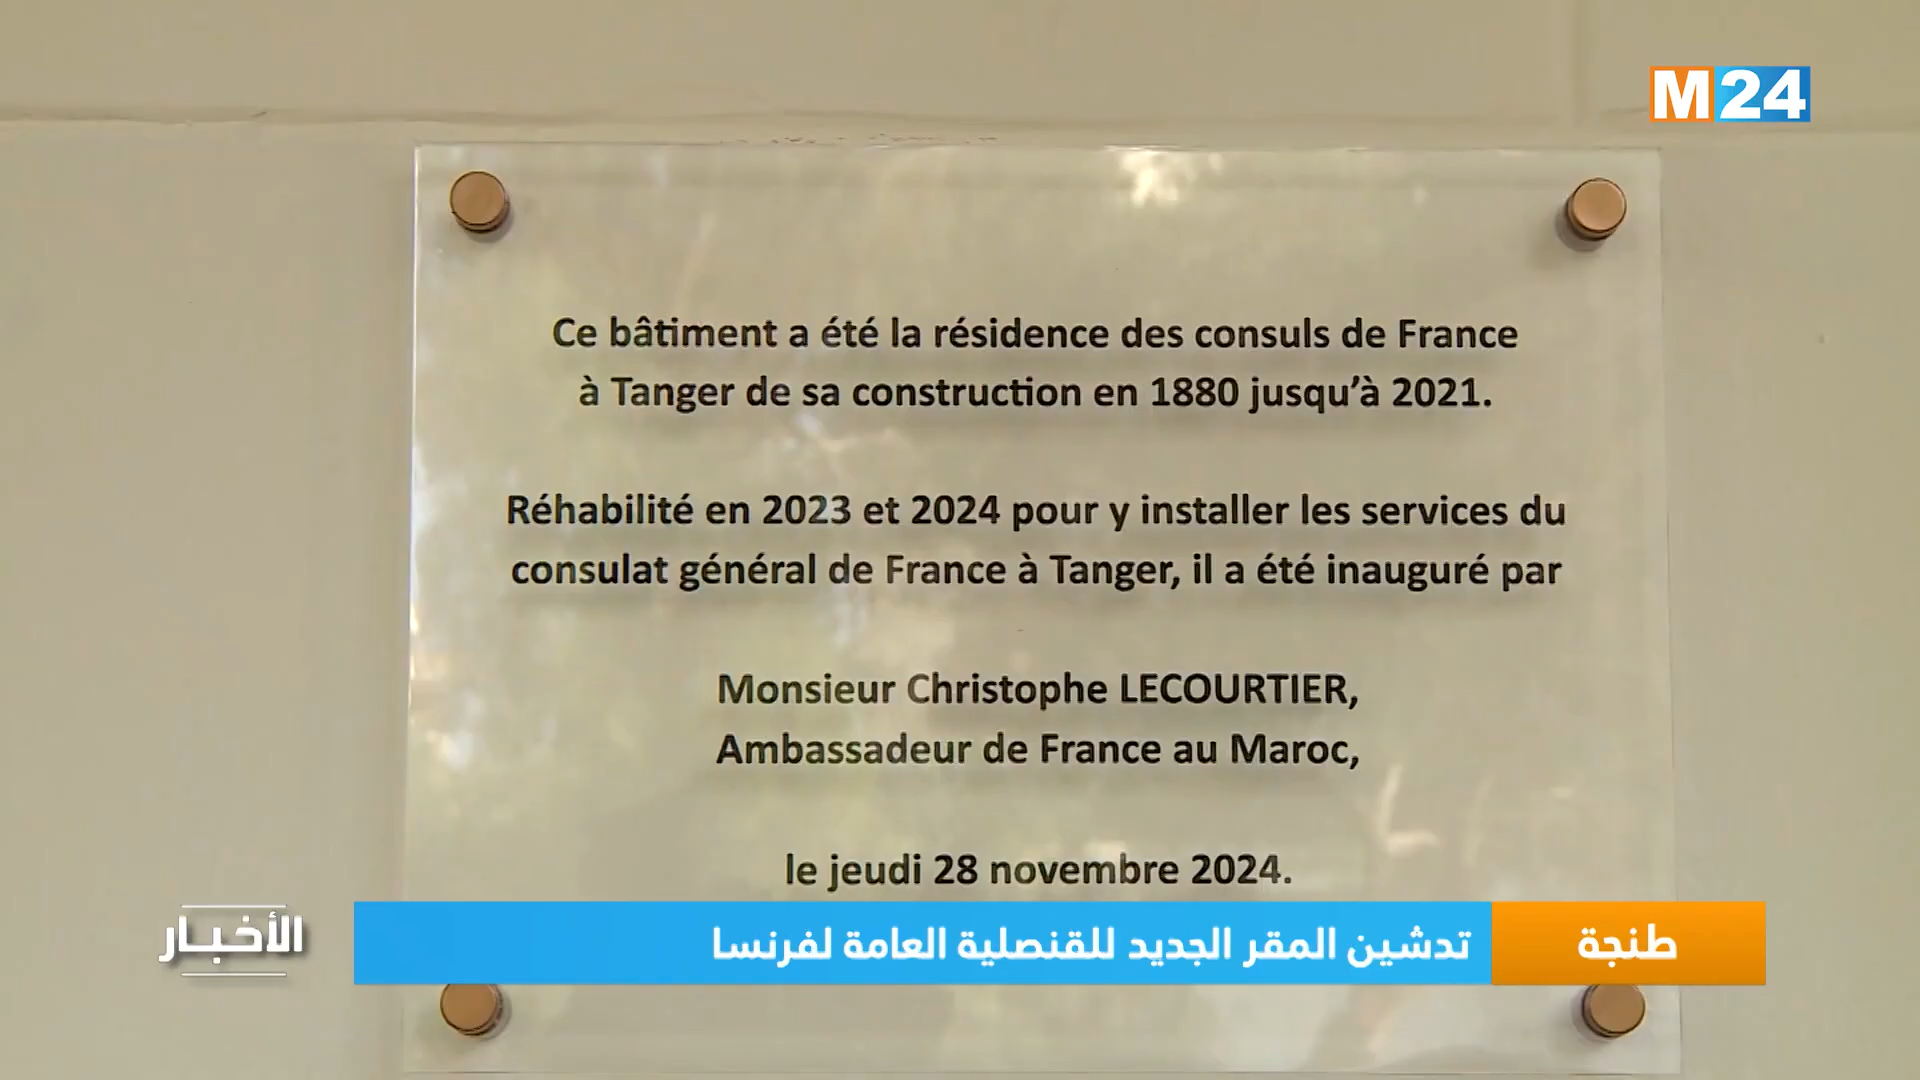 M24
Ce bâtiment a été la résidence des consuls de France
à Tanger de sa construction en 1880 jusqu’à 2021.
Réhabilité en 2023 et 2024 pour y installer les services du
consulat général de France à Tanger, il a été inauguré par
Monsieur Christophe LECOURTIER,
Ambassadeur de France au Maroc,
le jeudi 28 novembre 2024.
طنجة
تدشين المقر الجديد للقنصلية العامة لفرنسا
الأخبـار